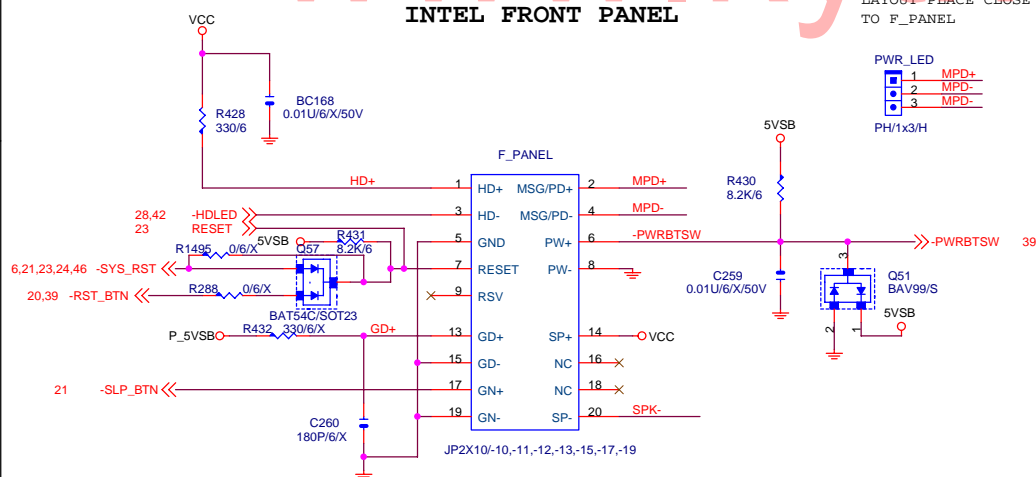 INTEL FRONT PANEL
LAYOUT PLACE CLOSE
TO F_PANEL
VCC
R428
330/6
BC168
0.01U/6/X/50V
PWR_LED
1 MPD+
2 MPD-
3 MPD-
PH/1x3/H
5VSB
R430
8.2K/6
F_PANEL
HD+ 1 HD+ MSG/PD+ 2 MPD+
28,42 -HDLED 3 HD- MSG/PD- 4 MPD-
23 RESET
5 GND PW+ 6 -PWRBTSW -PWRBTSW 39
R1495 0/6/X 5VSB Q57 R431 8.2K/6
6,21,23,24,46 -SYS_RST 7 RESET PW- 8
20,39 -RST_BTN R288 0/6/X 9 RSV
BAT54C/SOT23
C259
0.01U/6/X/50V
3
Q51
BAV99/S
2 1
5VSB
P_5VSB R432 330/6/X GD+ 13 GD+ SP+ 14 VCC
15 GD- NC 16
21 -SLP_BTN 17 GN+ NC 18
19 GN- SP- 20 SPK-
C260
180P/6/X
JP2X10/-10,-11,-12,-13,-15,-17,-19